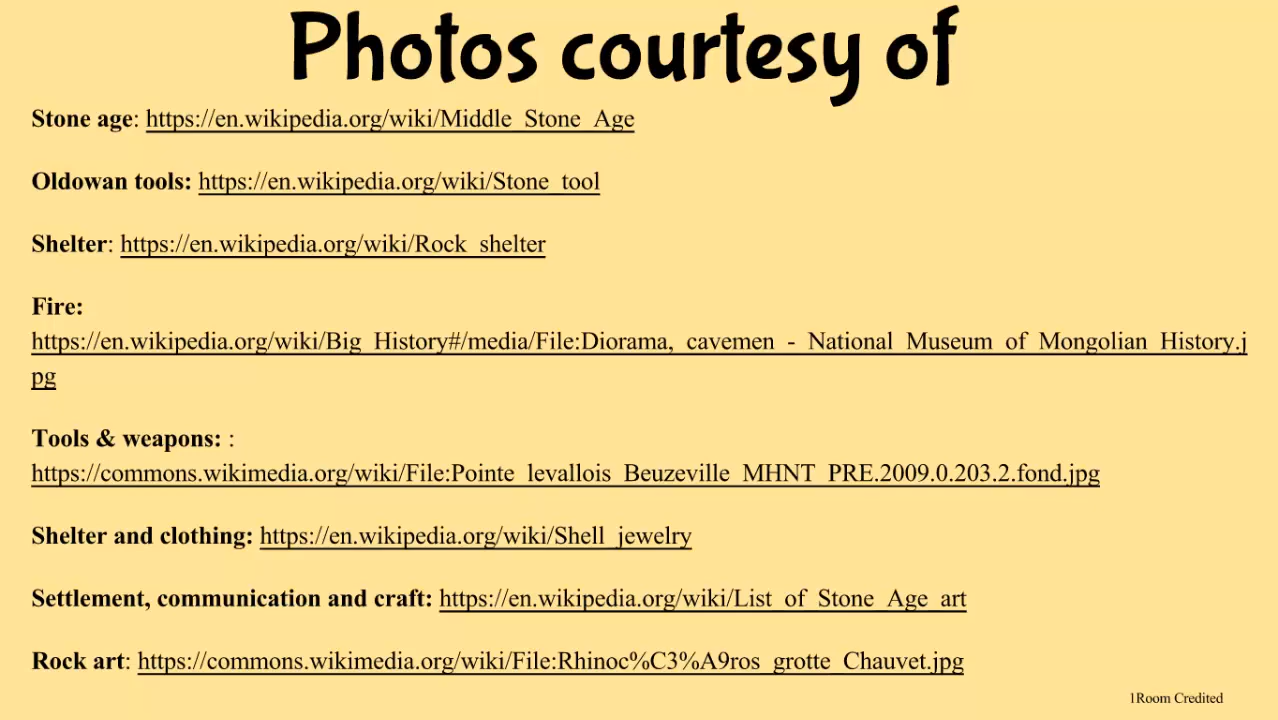 Photos courtesy of
Stone age: https://en.wikipedia.org/wiki/Middle_Stone_Age
Oldowan tools: https://en.wikipedia.org/wiki/Stone_tool
Shelter: https://en.wikipedia.org/wiki/Rock_shelter
Fire:
https://en.wikipedia.org/wiki/Big_History#/media/File:Diorama,_cavemen_-_National_Museum_of_Mongolian_History.j
pg
Tools & weapons: :
https://commons.wikimedia.org/wiki/File:Pointe_levallois_Beuzeville_MHNT_PRE.2009.0.203.2.fond.jpg
Shelter and clothing: https://en.wikipedia.org/wiki/Shell_jewelry
Settlement, communication and craft: https://en.wikipedia.org/wiki/List_of_Stone_Age_art
Rock art: https://commons.wikimedia.org/wiki/File:Rhinoc%C3%A9ros_grotte_Chauvet.jpg
1Room Credited